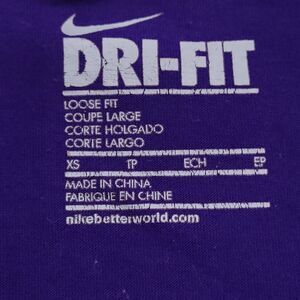 DRI-FIT
LOOSE FIT
COUPE LARGE
CORTE HOLGADO
CORTE LARGO
XS TP ECH EP
MADE IN CHINA
FABRIQUE EN CHINE
nikebetterworld.com